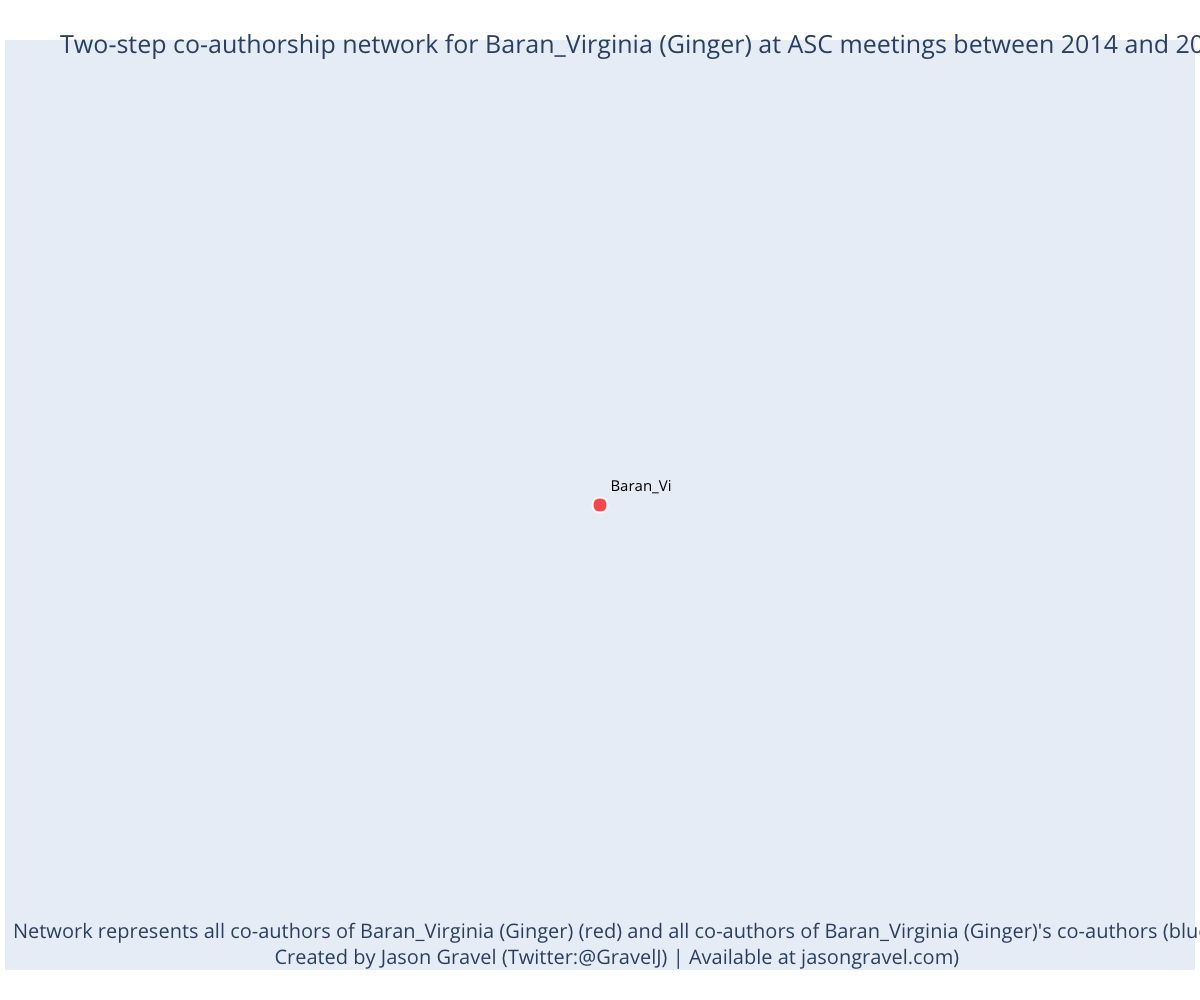 Two-step co-authorship network for Baran_Virginia (Ginger) at ASC meetings between 2014 and 20
Baran_Vi
Network represents all co-authors of Baran_Virginia (Ginger) (red) and all co-authors of Baran_Virginia (Ginger)'s co-authors (blu
Created by Jason Gravel (Twitter:@GravelJ) | Available at jasongravel.com)